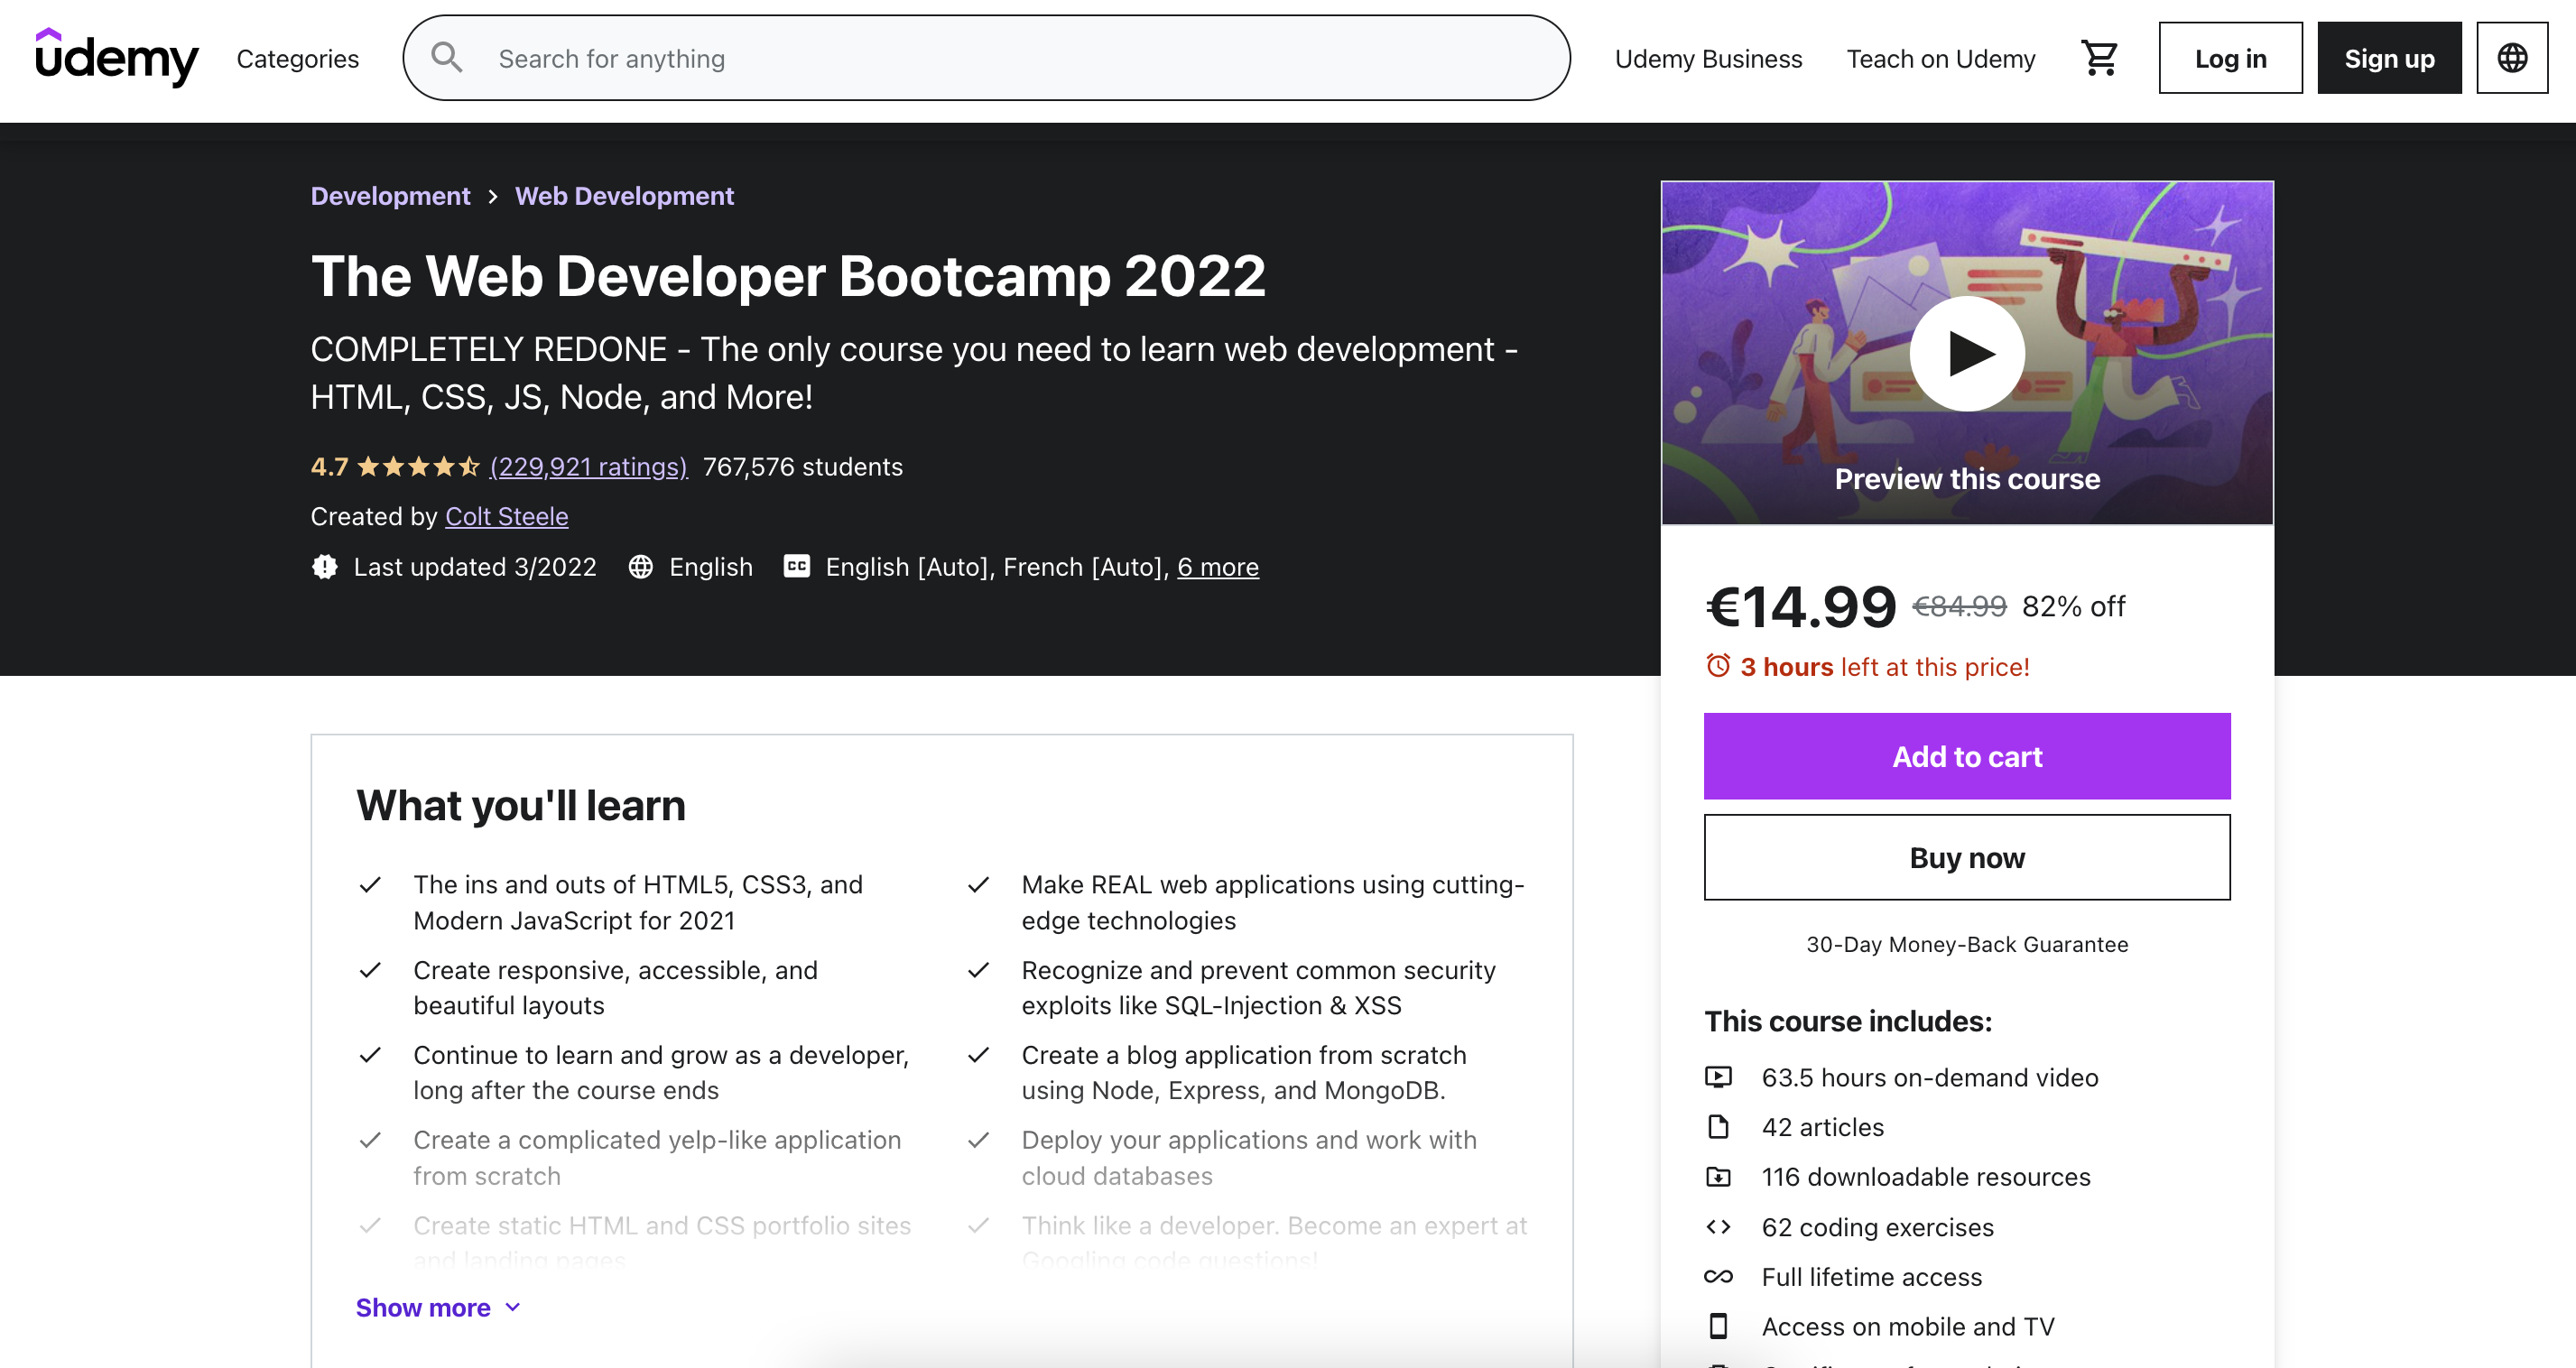 udemy
Categories
Search for anything
Udemy Business
Teach on Udemy
Log in
Sign up
Development > Web Development
The Web Developer Bootcamp 2022
COMPLETELY REDONE - The only course you need to learn web development -
HTML, CSS, JS, Node, and More!
4.7 (229,921 ratings) 767,576 students
Created by Colt Steele
Last updated 3/2022 English CC English [Auto], French [Auto], 6 more
Preview this course
€14.99 €84.99 82% off
3 hours left at this price!
Add to cart
Buy now
30-Day Money-Back Guarantee
This course includes:
63.5 hours on-demand video
42 articles
116 downloadable resources
62 coding exercises
Full lifetime access
Access on mobile and TV
What you'll learn
The ins and outs of HTML5, CSS3, and
Modern JavaScript for 2021
Create responsive, accessible, and
beautiful layouts
Continue to learn and grow as a developer,
long after the course ends
Create a complicated yelp-like application
from scratch
Create static HTML and CSS portfolio sites
and landing pages
Make REAL web applications using cutting-
edge technologies
Recognize and prevent common security
exploits like SQL-Injection & XSS
Create a blog application from scratch
using Node, Express, and MongoDB.
Deploy your applications and work with
cloud databases
Think like a developer. Become an expert at
Googling code questions!
Show more